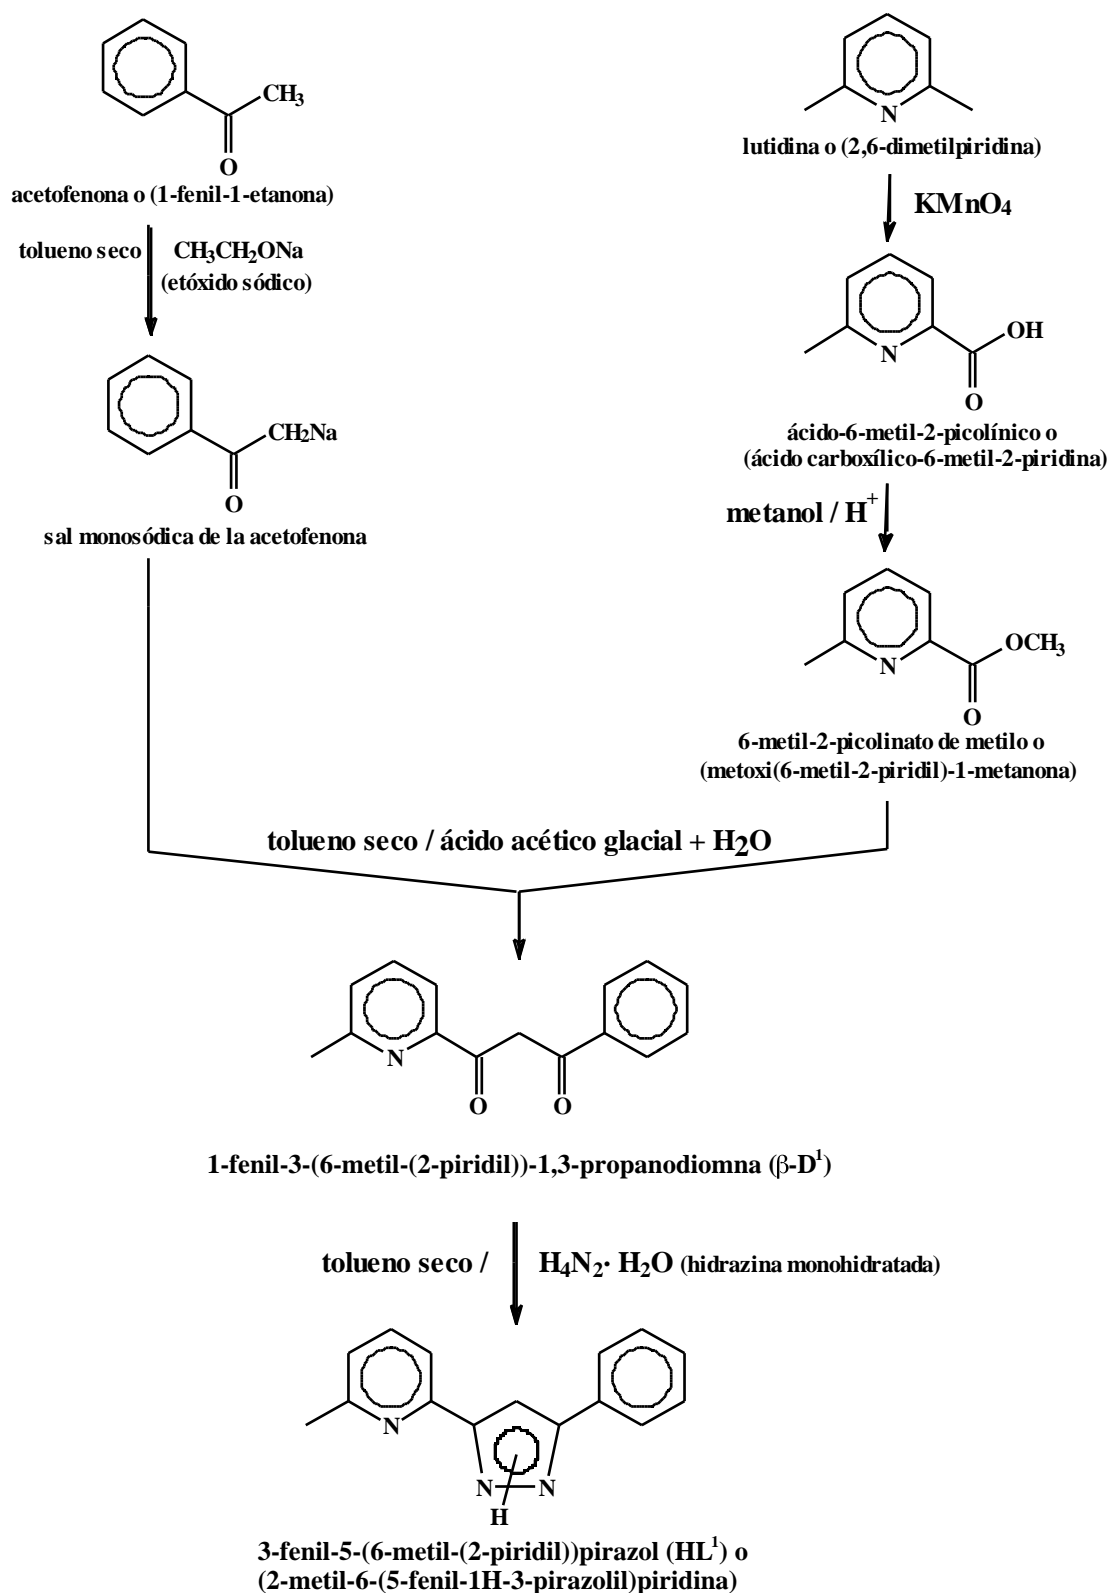 CH₃
O
acetofenona o (1-fenil-1-etanona)
tolueno seco CH₃CH₂ONa
(etóxido sódico)
CH₂Na
O
sal monosódica de la acetofenona
N
lutidina o (2,6-dimetilpiridina)
KMnO₄
N OH
O
ácido-6-metil-2-picolínico o
(ácido carboxílico-6-metil-2-piridina)
metanol / H⁺
N OCH₃
O
6-metil-2-picolinato de metilo o
(metoxi(6-metil-2-piridil)-1-metanona)
tolueno seco / ácido acético glacial + H₂O
N
O O
1-fenil-3-(6-metil-(2-piridil))-1,3-propanodiomna (β-D¹)
tolueno seco / H₄N₂· H₂O (hidrazina monohidratada)
N
N N
H
3-fenil-5-(6-metil-(2-piridil))pirazol (HL¹) o
(2-metil-6-(5-fenil-1H-3-pirazolil)piridina)